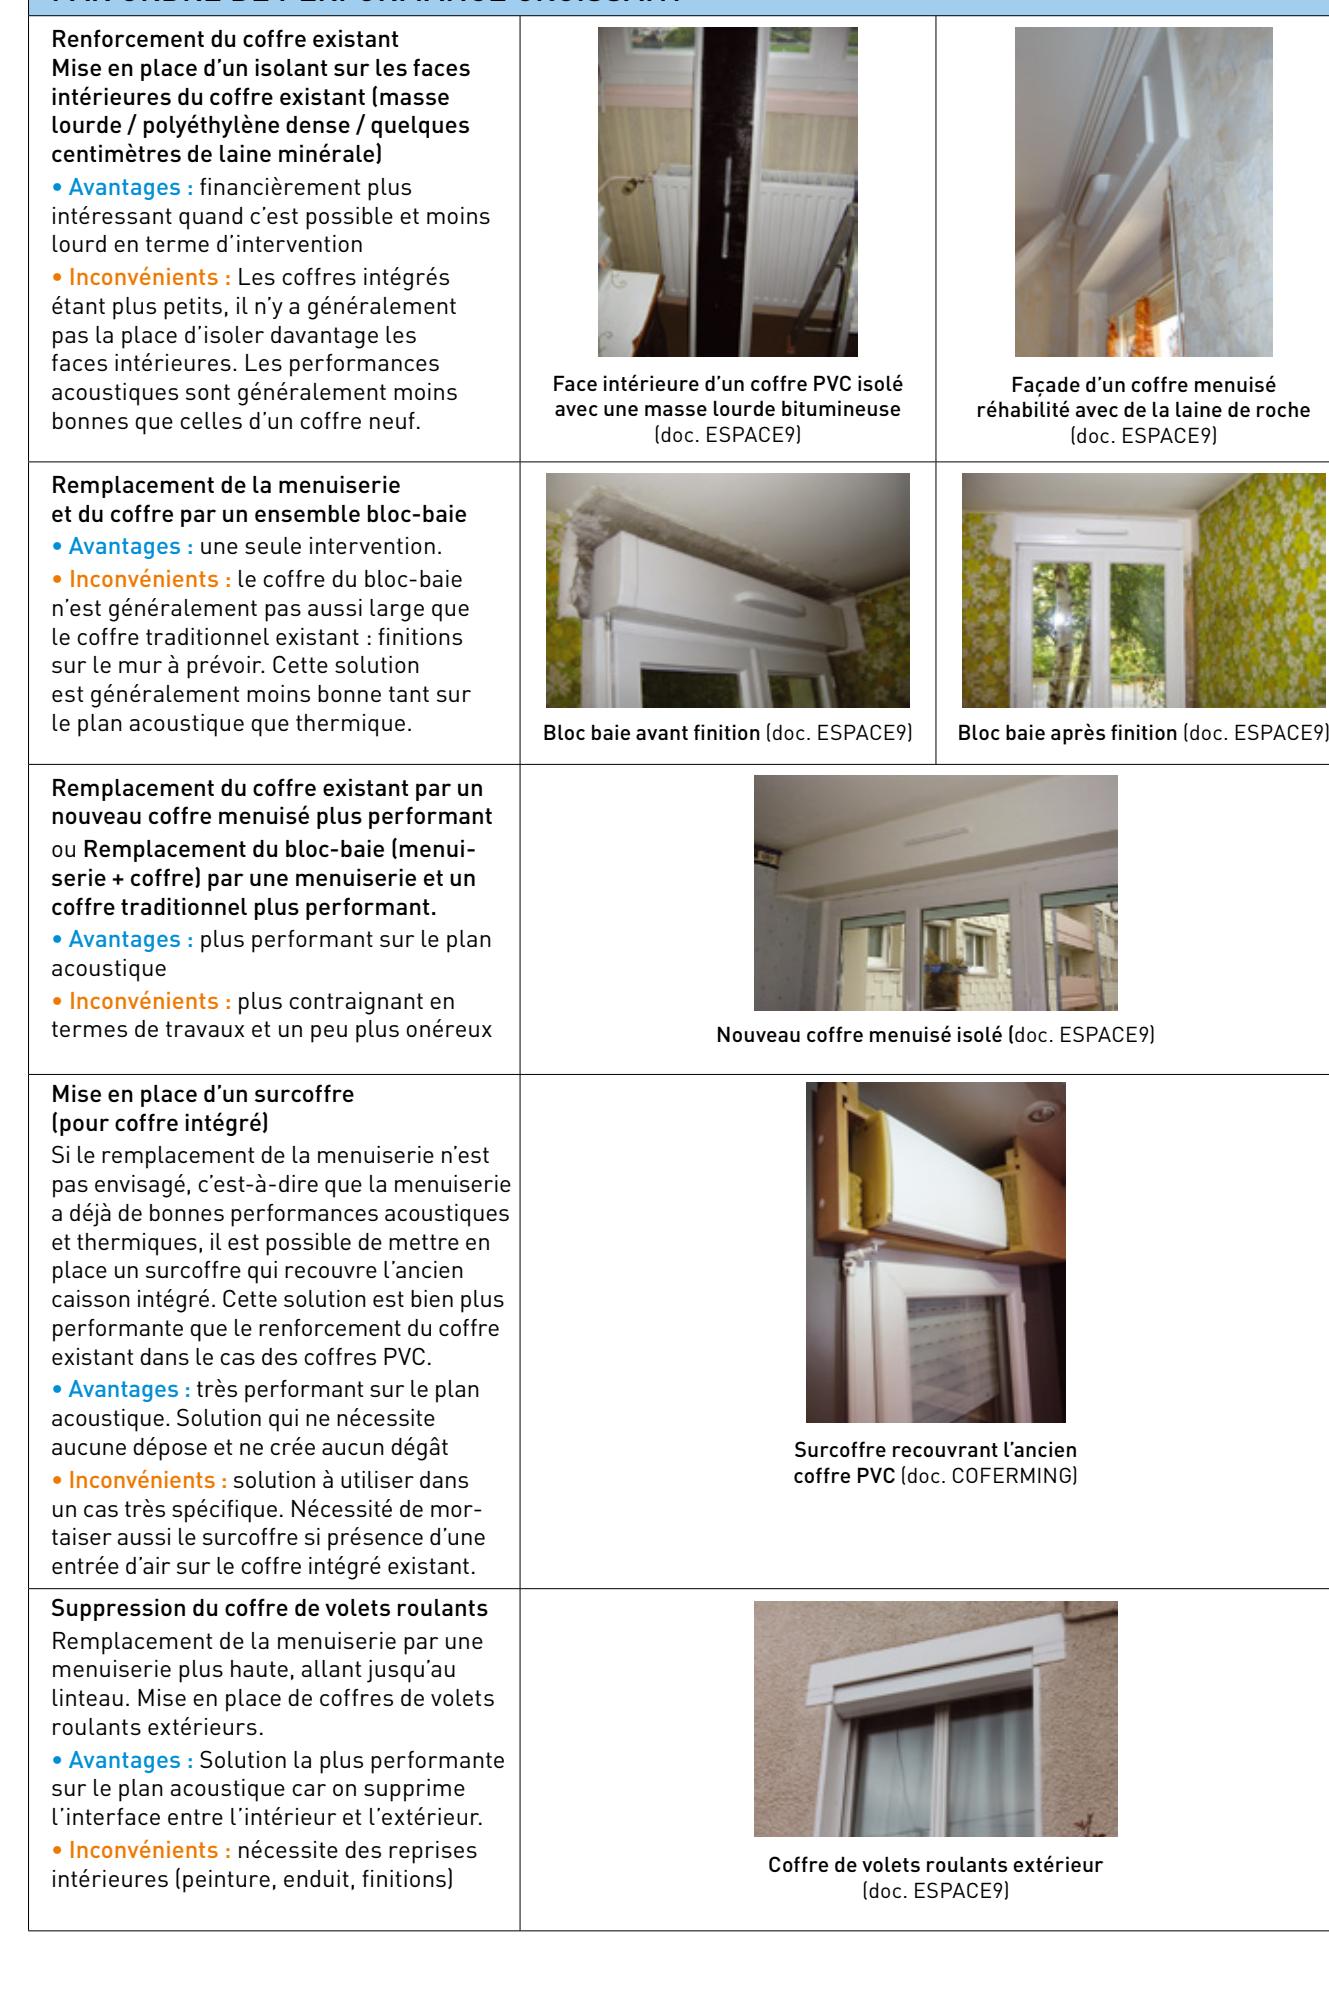 PAR ORDRE DE PERFORMANCE CROISSANT
Renforcement du coffre existant
Mise en place d’un isolant sur les faces
intérieures du coffre existant (masse
lourde / polyéthylène dense / quelques
centimètres de laine minérale)
• Avantages : financièrement plus
intéressant quand c’est possible et moins
lourd en terme d’intervention
• Inconvénients : Les coffres intégrés
étant plus petits, il n’y a généralement
pas la place d’isoler davantage les
faces intérieures. Les performances
acoustiques sont généralement moins
bonnes que celles d’un coffre neuf.
Face intérieure d’un coffre PVC isolé
avec une masse lourde bitumineuse
(doc. ESPACE9)
Façade d’un coffre menuisé
réhabilité avec de la laine de roche
(doc. ESPACE9)
Remplacement de la menuiserie
et du coffre par un ensemble bloc-baie
• Avantages : une seule intervention.
• Inconvénients : le coffre du bloc-baie
n’est généralement pas aussi large que
le coffre traditionnel existant : finitions
sur le mur à prévoir. Cette solution
est généralement moins bonne tant sur
le plan acoustique que thermique.
Bloc baie avant finition (doc. ESPACE9)
Bloc baie après finition (doc. ESPACE9)
Remplacement du coffre existant par un
nouveau coffre menuisé plus performant
ou Remplacement du bloc-baie (menui-
serie + coffre) par une menuiserie et un
coffre traditionnel plus performant.
• Avantages : plus performant sur le plan
acoustique
• Inconvénients : plus contraignant en
termes de travaux et un peu plus onéreux
Nouveau coffre menuisé isolé (doc. ESPACE9)
Mise en place d’un surcoffre
(pour coffre intégré)
Si le remplacement de la menuiserie n’est
pas envisagé, c’est-à-dire que la menuiserie
a déjà de bonnes performances acoustiques
et thermiques, il est possible de mettre en
place un surcoffre qui recouvre l’ancien
caisson intégré. Cette solution est bien plus
performante que le renforcement du coffre
existant dans le cas des coffres PVC.
• Avantages : très performant sur le plan
acoustique. Solution qui ne nécessite
aucune dépose et ne crée aucun dégât
• Inconvénients : solution à utiliser dans
un cas très spécifique. Nécessité de mor-
taiser aussi le surcoffre si présence d’une
entrée d’air sur le coffre intégré existant.
Surcoffre recouvrant l’ancien
coffre PVC (doc. COFERMING)
Suppression du coffre de volets roulants
Remplacement de la menuiserie par une
menuiserie plus haute, allant jusqu’au
linteau. Mise en place de coffres de volets
roulants extérieurs.
• Avantages : Solution la plus performante
sur le plan acoustique car on supprime
l’interface entre l’intérieur et l’extérieur.
• Inconvénients : nécessite des reprises
intérieures (peinture, enduit, finitions)
Coffre de volets roulants extérieur
(doc. ESPACE9)